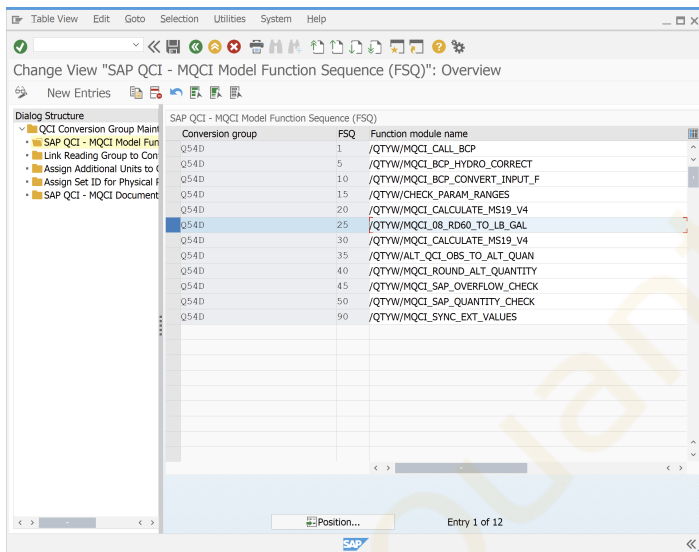 Table View Edit Goto Selection Utilities System Help
Change View "SAP QCI - MQCI Model Function Sequence (FSQ)": Overview
New Entries
Dialog Structure
QCI Conversion Group Maint
SAP QCI - MQCI Model Fun
Link Reading Group to Con
Assign Additional Units to
Assign Set ID for Physical
SAP QCI - MQCI Document
SAP QCI - MQCI Model Function Sequence (FSQ)
Conversion group FSQ Function module name
Q54D 1 /QTYW/MQCI_CALL_BCP
Q54D 5 /QTYW/MQCI_BCP_HYDRO_CORRECT
Q54D 10 /QTYW/MQCI_BCP_CONVERT_INPUT_F
Q54D 15 /QTYW/CHECK_PARAM_RANGES
Q54D 20 /QTYW/MQCI_CALCULATE_MS19_V4
Q54D 25 /QTYW/MQCI_08_RD60_TO_LB_GAL
Q54D 30 /QTYW/MQCI_CALCULATE_MS19_V4
Q54D 35 /QTYW/ALT_QCI_OBS_TO_ALT_QUAN
Q54D 40 /QTYW/MQCI_ROUND_ALT_QUANTITY
Q54D 45 /QTYW/MQCI_SAP_OVERFLOW_CHECK
Q54D 50 /QTYW/MQCI_SAP_QUANTITY_CHECK
Q54D 90 /QTYW/MQCI_SYNC_EXT_VALUES
Position... Entry 1 of 12
SAP